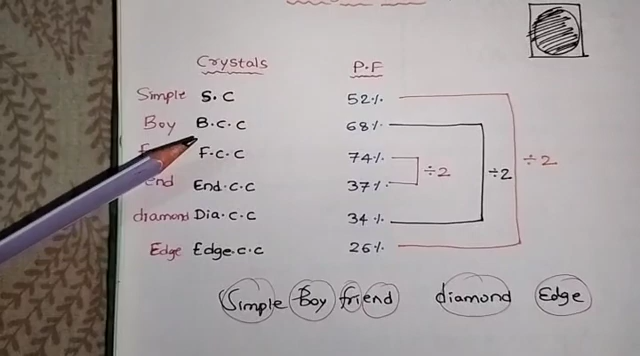 Crystals P.F
Simple S.C 52%
Boy B.C.C 68%
F.C.C 74%
end End.C.C 37%
÷2 ÷2 ÷2
diamond Dia.C.C 34%
Edge Edge.C.C 26%
Simple Boy friend diamond Edge